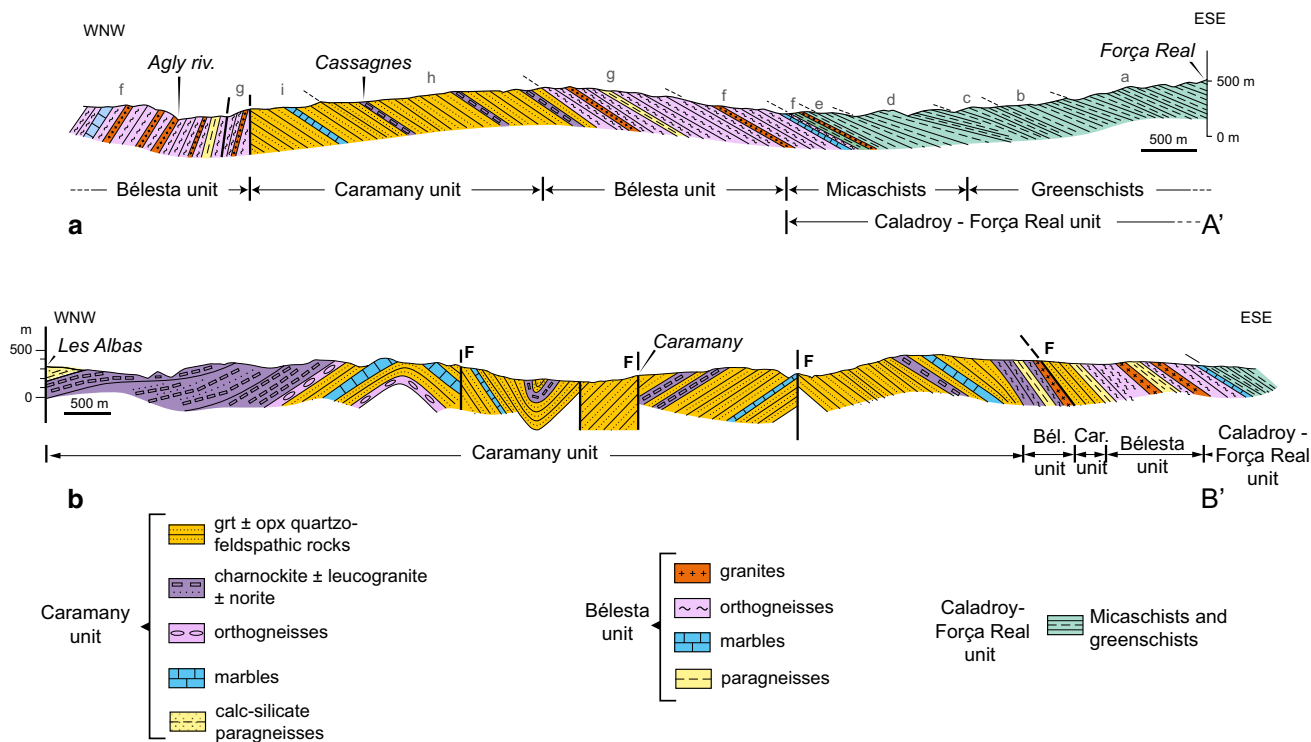 WNW
ESE
Agly riv.
Cassagnes
Força Real
f
g
i
h
g
f
f
e
d
c
b
a
500 m
0 m
500 m
Bélesta unit
Caramany unit
Bélesta unit
Micaschists
Greenschists
a
Caladroy - Força Real unit
A'
WNW
ESE
m
500
0
Les Albas
F
F
Caramany
F
F
500 m
Caramany unit
Bél.
unit
Car.
unit
Bélesta
unit
Caladroy -
Força Real
unit
b
B'
Caramany
unit
grt ± opx quartzo-
feldspathic rocks
charnockite ± leucogranite
± norite
orthogneisses
marbles
calc-silicate
paragneisses
Bélesta
unit
granites
orthogneisses
marbles
paragneisses
Caladroy-
Força Real
unit
Micaschists and
greenschists